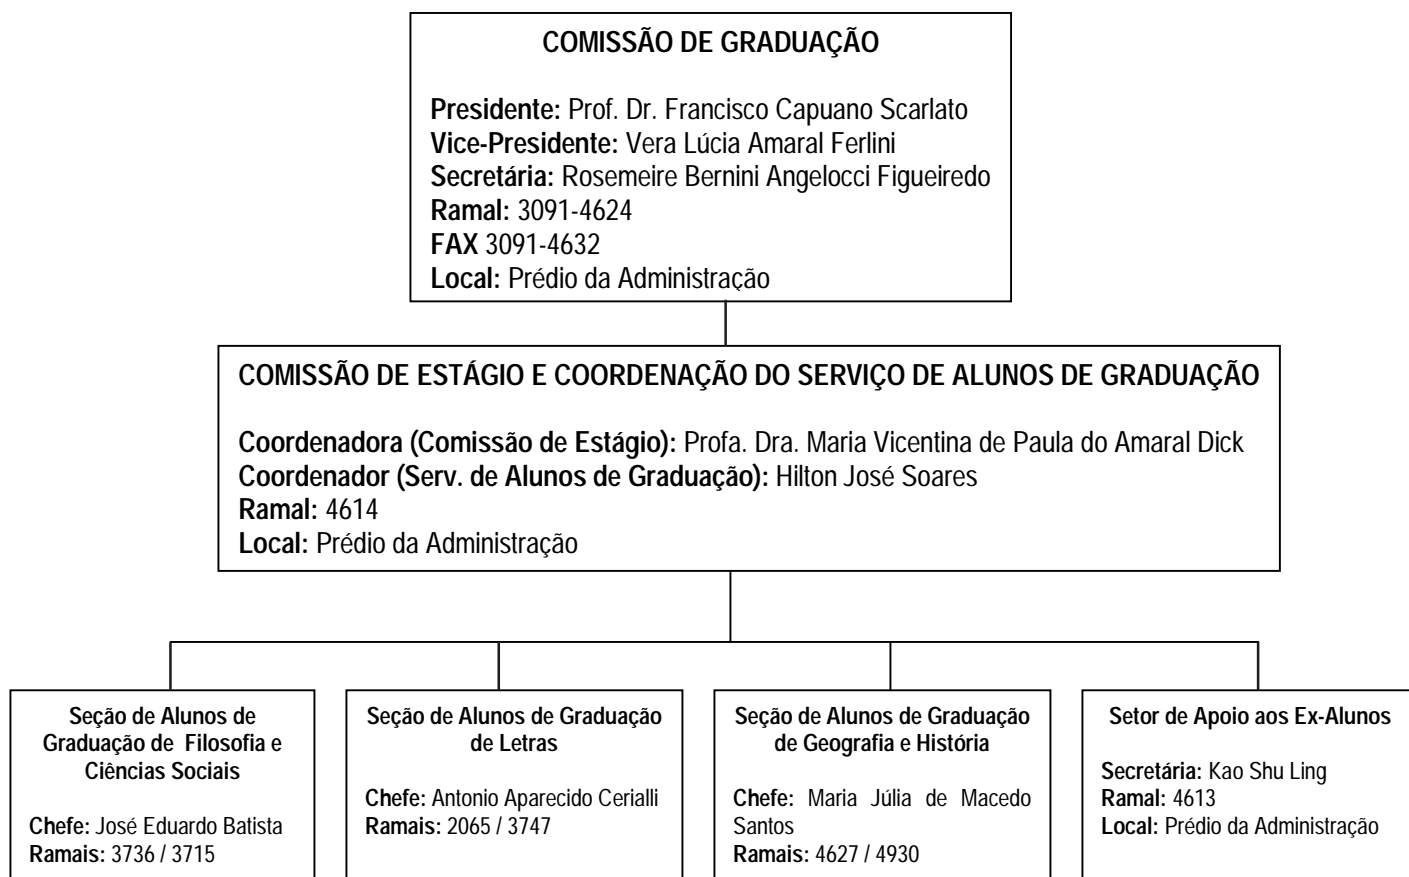 COMISSÃO DE GRADUAÇÃO
Presidente: Prof. Dr. Francisco Capuano Scarlato
Vice-Presidente: Vera Lúcia Amaral Ferlini
Secretária: Rosemeire Bernini Angelocci Figueiredo
Ramal: 3091-4624
FAX 3091-4632
Local: Prédio da Administração
COMISSÃO DE ESTÁGIO E COORDENAÇÃO DO SERVIÇO DE ALUNOS DE GRADUAÇÃO
Coordenadora (Comissão de Estágio): Profa. Dra. Maria Vicentina de Paula do Amaral Dick
Coordenador (Serv. de Alunos de Graduação): Hilton José Soares
Ramal: 4614
Local: Prédio da Administração
Seção de Alunos de
Graduação de Filosofia e
Ciências Sociais
Chefe: José Eduardo Batista
Ramais: 3736 / 3715
Seção de Alunos de Graduação
de Letras
Chefe: Antonio Aparecido Cerialli
Ramais: 2065 / 3747
Seção de Alunos de Graduação
de Geografia e História
Chefe: Maria Júlia de Macedo
Santos
Ramais: 4627 / 4930
Setor de Apoio aos Ex-Alunos
Secretária: Kao Shu Ling
Ramal: 4613
Local: Prédio da Administração